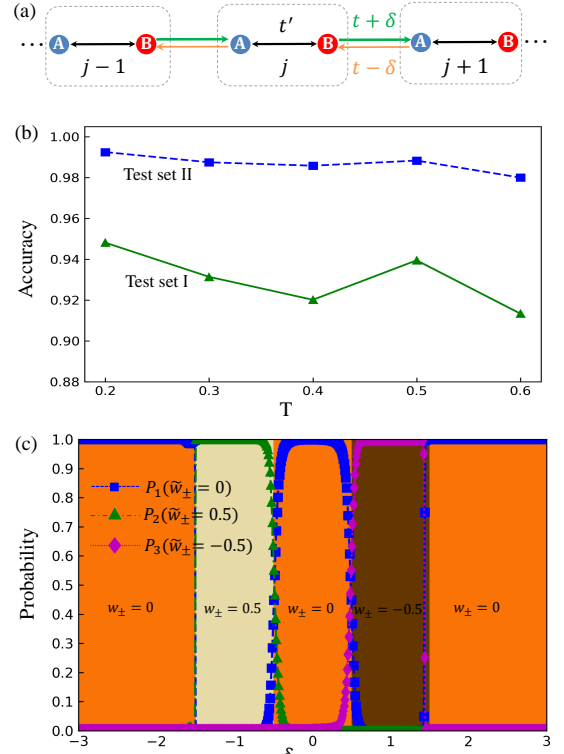 (a)
t′ t + δ
··· A B A B A B ···
j − 1 j t − δ j + 1
(b)
1.00
0.98
0.96
0.94
0.92
0.90
0.88
Accuracy
Test set II
Test set I
0.2 0.3 0.4 0.5 0.6
T
(c)
1.0
0.9
0.8
0.7
0.6
0.5
0.4
0.3
0.2
0.1
0.0
Probability
P₁(w̃± = 0)
P₂(w̃± = 0.5)
P₃(w̃± = −0.5)
w± = 0 w± = 0.5 w± = 0 w± = −0.5 w± = 0
−3 −2 −1 0 1 2 3